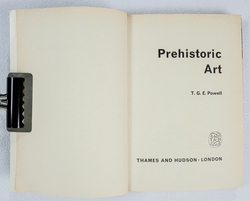 Prehistoric
Art
T. G. E. Powell
THAMES AND HUDSON · LONDON